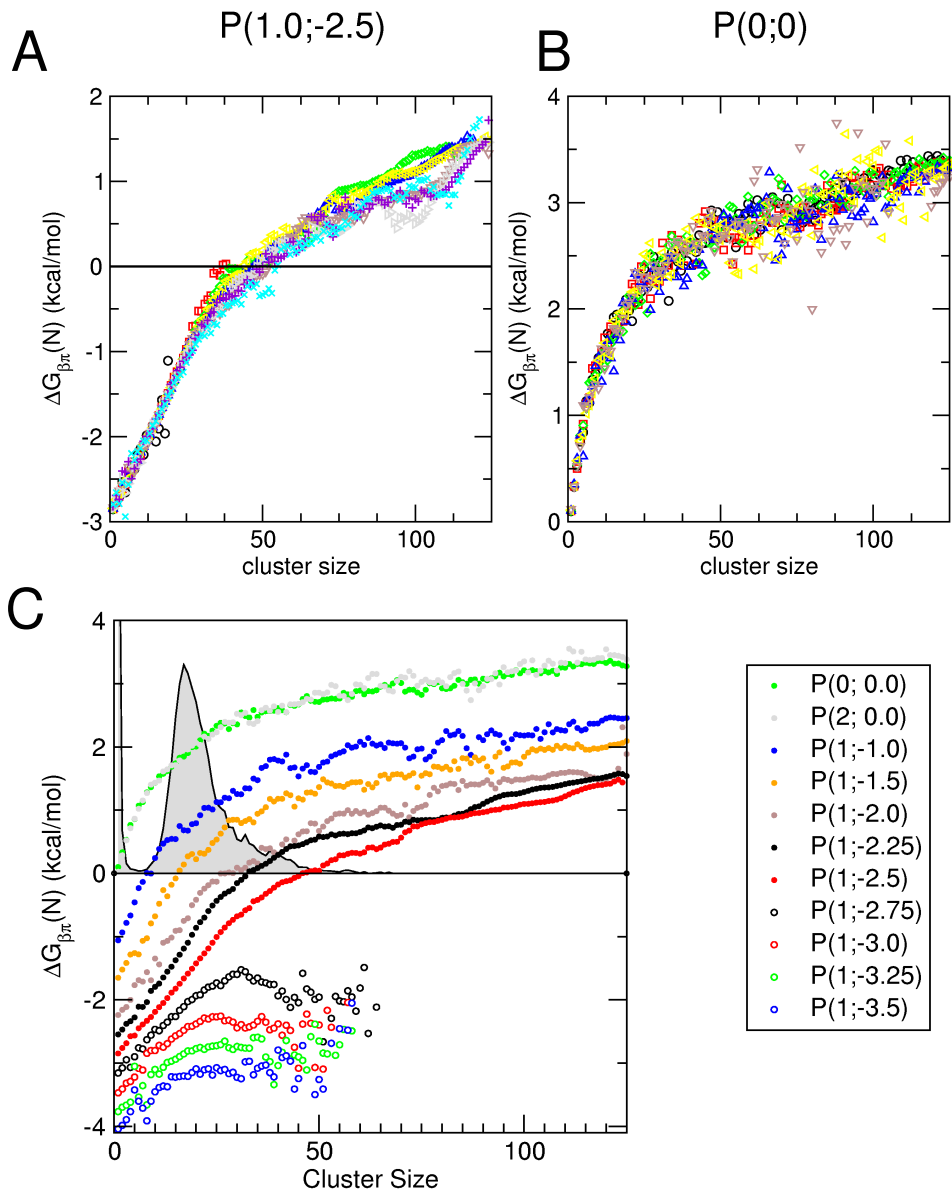 P(1.0;-2.5)
P(0;0)
A
B
2
1
0
-1
-2
-3
ΔGβπ(N) (kcal/mol)
0
50
100
cluster size
4
3
2
1
0
ΔGβπ(N) (kcal/mol)
0
50
100
cluster size
C
4
2
0
-2
-4
ΔGβπ(N) (kcal/mol)
0
50
100
Cluster Size
P(0; 0.0)
P(2; 0.0)
P(1;-1.0)
P(1;-1.5)
P(1;-2.0)
P(1;-2.25)
P(1;-2.5)
P(1;-2.75)
P(1;-3.0)
P(1;-3.25)
P(1;-3.5)